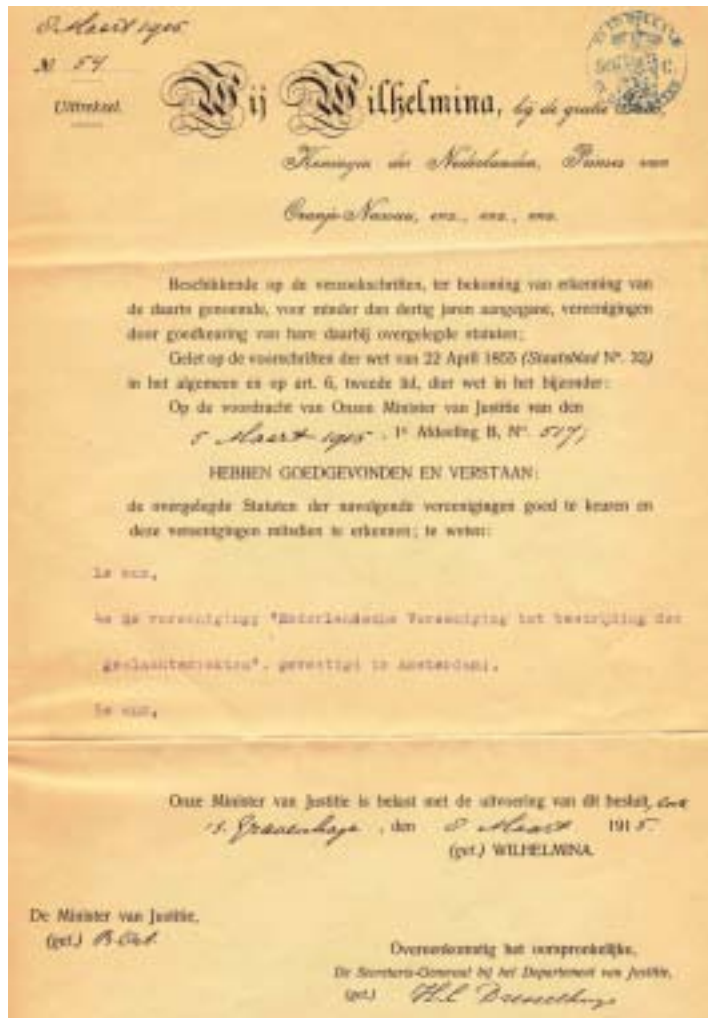 8 Maart 1915
№ 54
Uittreksel.
Wij Wilhelmina, bij de gratie
Koningin der Nederlanden, Prinses van
Oranje-Nassau, enz., enz., enz.
Beschikkende op de verzoekschriften, ter bekoming van erkenning van
de daarin genoemde, voor minder dan dertig jaren aangegane, vereenigingen
door goedkeuring van hare daarbij overgelegde statuten;
Gelet op de voorschriften der wet van 22 April 1855 (Staatsblad Nº. 32)
in het algemeen en op art. 6, tweede lid, dier wet in het bijzonder:
Op de voordracht van Onzen Minister van Justitie van den
5 Maart 1915, 1e Afdeeling B, Nº. 517;
HEBBEN GOEDGEVONDEN EN VERSTAAN:
de overgelegde Statuten der navolgende vereenigingen goed te keuren en
deze vereenigingen mitsdien te erkennen; te weten:
1e enz.,
4e de vereeniging: "Nederlandsche Vereeniging tot bestrijding der
geslachtsziekten", gevestigd te Amsterdam;.
5e enz.,
Onze Minister van Justitie is belast met de uitvoering van dit besluit,
's Gravenhage, den 8 Maart 1915.
(get.) WILHELMINA.
De Minister van Justitie,
(get.) B. Ort.
Overeenkomstig het oorspronkelijke,
De Secretaris-Generaal bij het Departement van Justitie,
(get.) H.L. Dresselhuys